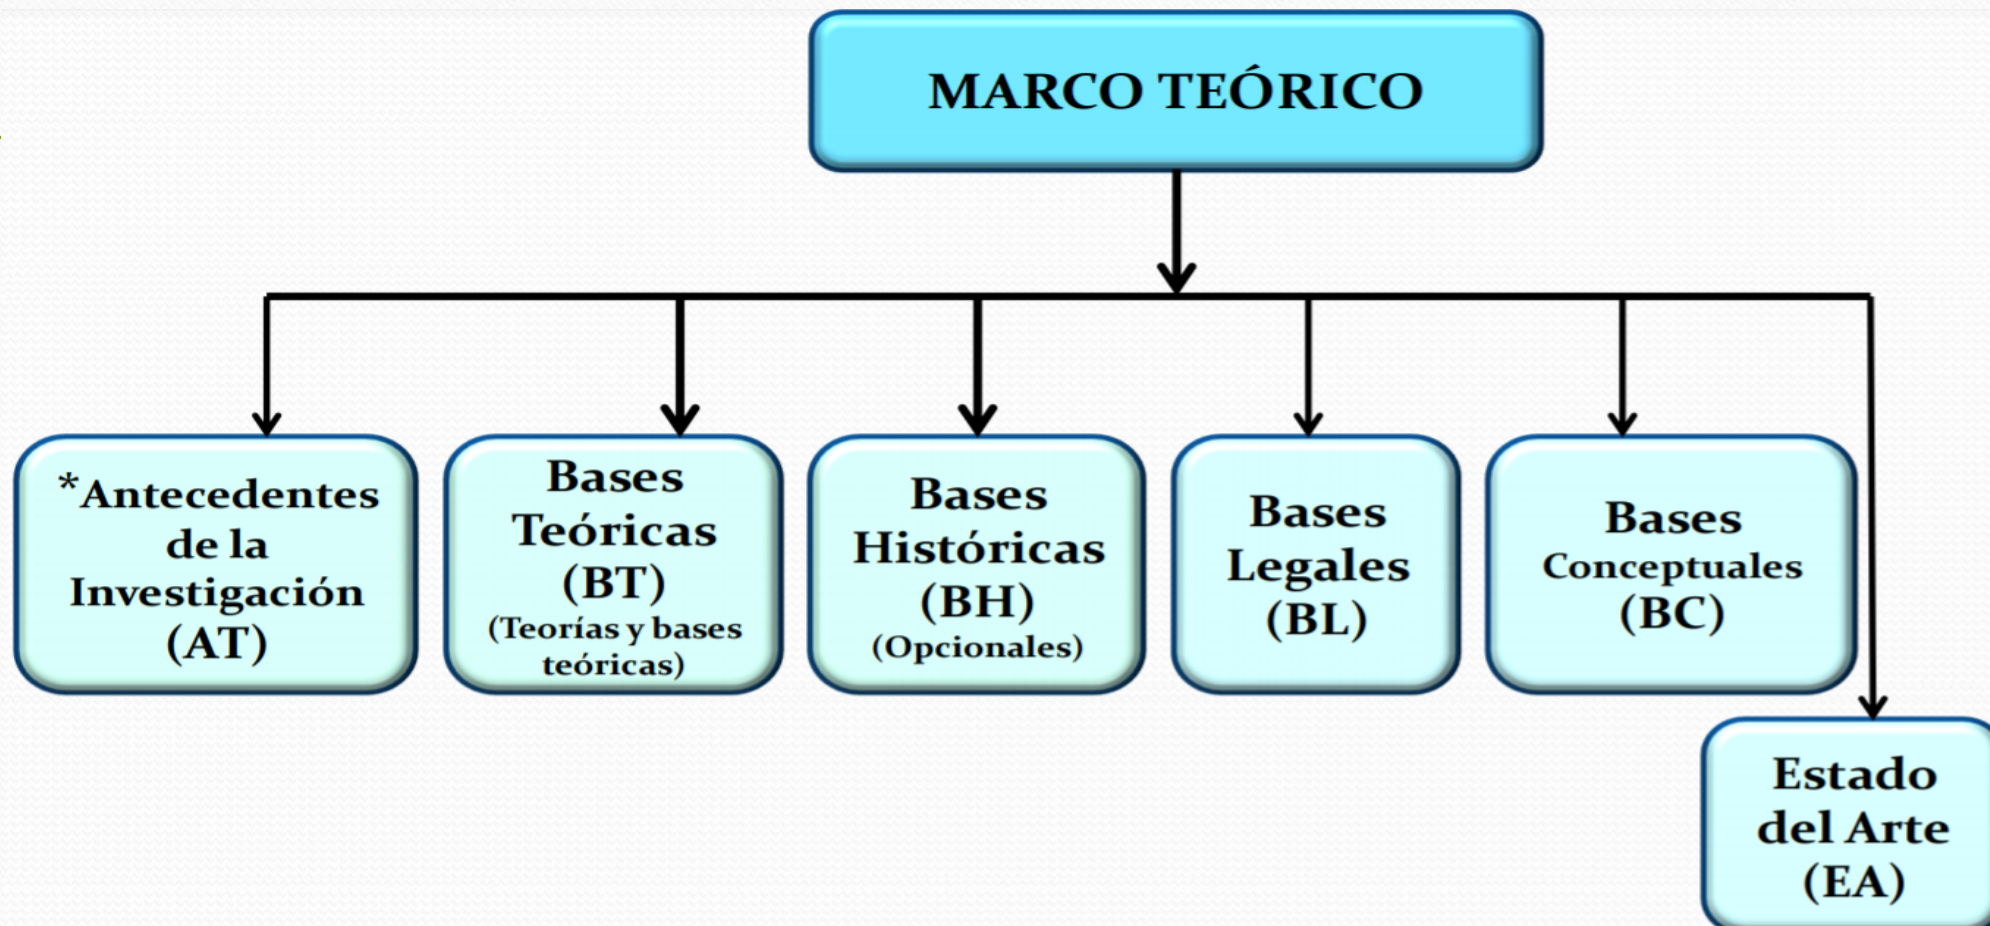 MARCO TEÓRICO
*Antecedentes
de la
Investigación
(AT)
Bases
Teóricas
(BT)
(Teorías y bases
teóricas)
Bases
Históricas
(BH)
(Opcionales)
Bases
Legales
(BL)
Bases
Conceptuales
(BC)
Estado
del Arte
(EA)